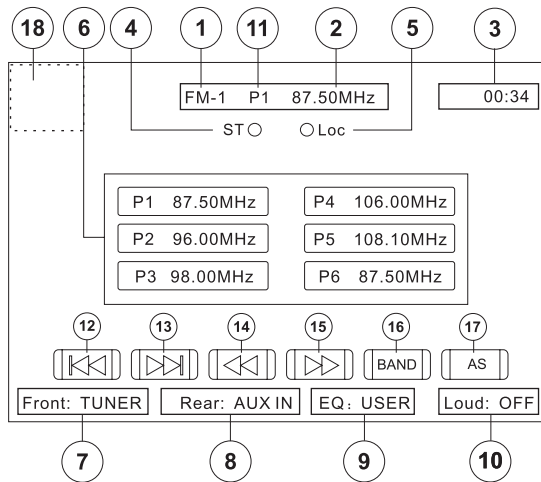 18 6 4 1 11 2 5 3
FM-1 P1 87.50MHz
00:34
ST Loc
P1 87.50MHz P4 106.00MHz
P2 96.00MHz P5 108.10MHz
P3 98.00MHz P6 87.50MHz
12 13 14 15 16 17
BAND AS
Front: TUNER Rear: AUX IN EQ: USER Loud: OFF
7 8 9 10